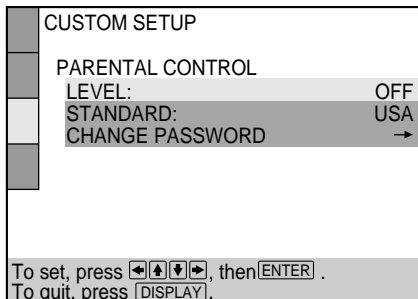 CUSTOM SETUP
PARENTAL CONTROL
LEVEL: OFF
STANDARD: USA
CHANGE PASSWORD →
To set, press ←↑↓→, then ENTER .
To quit, press DISPLAY.